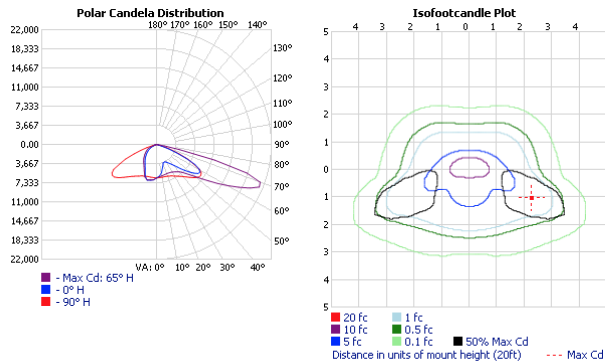 Polar Candela Distribution
180° 170° 160° 150° 140°
22,000
18,333
14,667
11,000
7,333
3,667
0.00
3,667
7,333
11,000
14,667
18,333
22,000
130°
120°
110°
100°
90°
80°
70°
60°
50°
VA: 0° 10° 20° 30° 40°
- Max Cd: 65° H
- 0° H
- 90° H
Isofootcandle Plot
4 3 2 1 0 1 2 3 4
5
4
3
2
1
0
1
2
3
4
5
20 fc
1 fc
10 fc
0.5 fc
5 fc
0.1 fc
50% Max Cd
Distance in units of mount height (20ft)
Max Cd